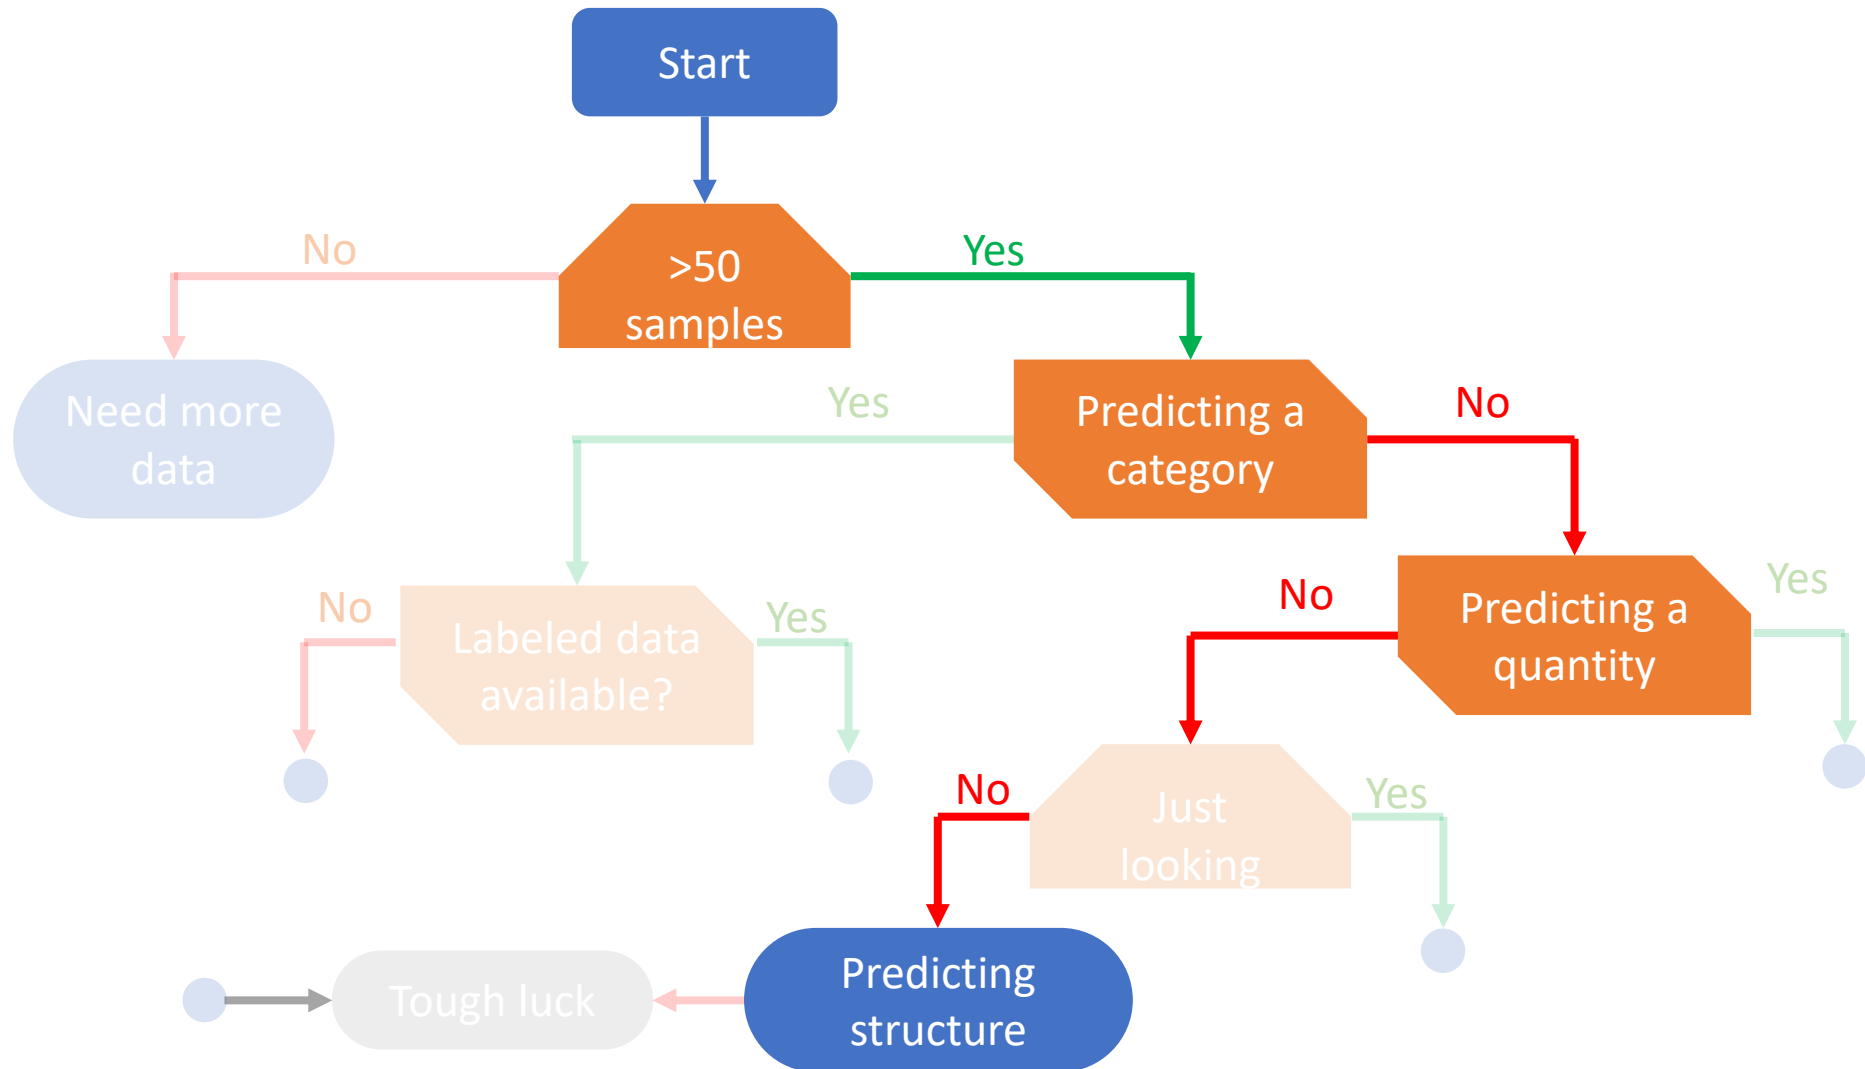 Start
No
>50
samples
Yes
Need more
data
Yes
Predicting a
category
No
No
Labeled data
available?
Yes
No
Predicting a
quantity
Yes
No
Just
looking
Yes
Tough luck
Predicting
structure